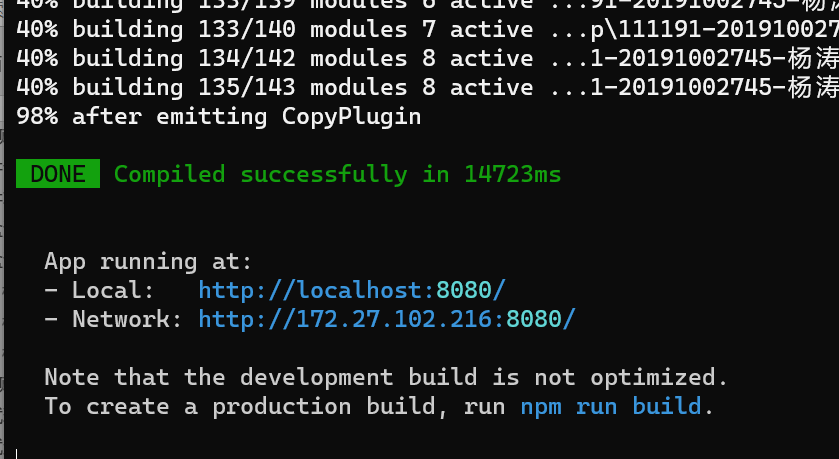 40% building 133/139 modules 6 active ...91-20191002745-杨涛
40% building 133/140 modules 7 active ...p\111191-201910027
40% building 134/142 modules 8 active ...1-20191002745-杨涛
40% building 135/143 modules 8 active ...1-20191002745-杨涛
98% after emitting CopyPlugin
DONE Compiled successfully in 14723ms
App running at:
- Local: http://localhost:8080/
- Network: http://172.27.102.216:8080/
Note that the development build is not optimized.
To create a production build, run npm run build.